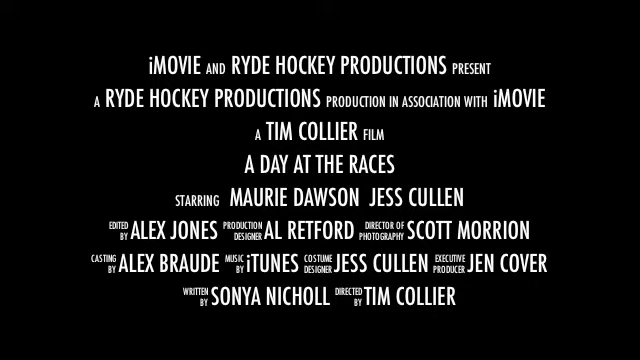 iMOVIE AND RYDE HOCKEY PRODUCTIONS PRESENT
A RYDE HOCKEY PRODUCTIONS PRODUCTION IN ASSOCIATION WITH iMOVIE
A TIM COLLIER FILM
A DAY AT THE RACES
STARRING MAURIE DAWSON JESS CULLEN
EDITED BY ALEX JONES PRODUCTION DESIGNER AL RETFORD DIRECTOR OF PHOTOGRAPHY SCOTT MORRION
CASTING BY ALEX BRAUDE MUSIC BY iTUNES COSTUME DESIGNER JESS CULLEN EXECUTIVE PRODUCER JEN COVER
WRITTEN BY SONYA NICHOLL DIRECTED BY TIM COLLIER